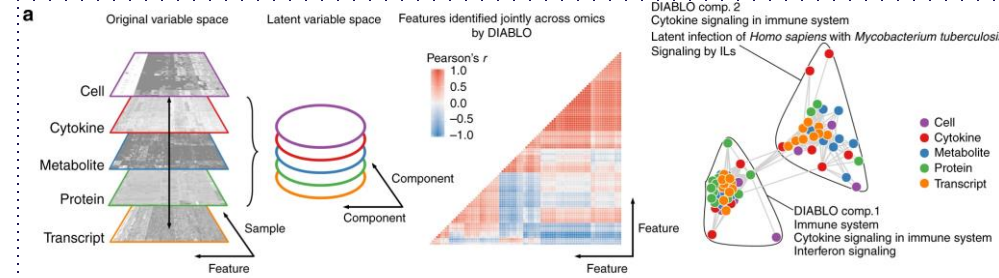 a
Original variable space
Cell
Cytokine
Metabolite
Protein
Transcript
Sample
Feature
Latent variable space
Component
Component
Features identified jointly across omics
by DIABLO
Pearson's r
1.0
0.5
0.0
−0.5
−1.0
Feature
Feature
DIABLO comp. 2
Cytokine signaling in immune system
Latent infection of Homo sapiens with Mycobacterium tuberculosis
Signaling by ILs
Cell
Cytokine
Metabolite
Protein
Transcript
DIABLO comp.1
Immune system
Cytokine signaling in immune system
Interferon signaling